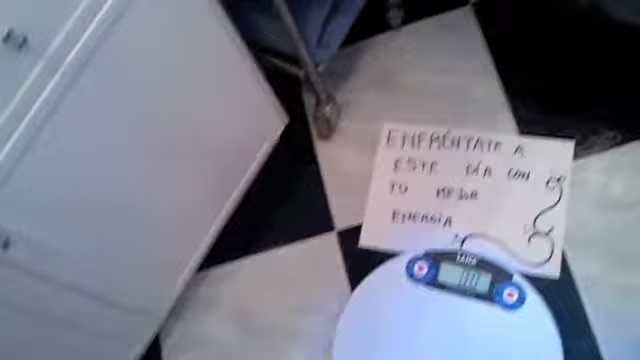 ENFRÉNTATE A
ESTE DÍA CON
TU MEJOR
ENERGÍA